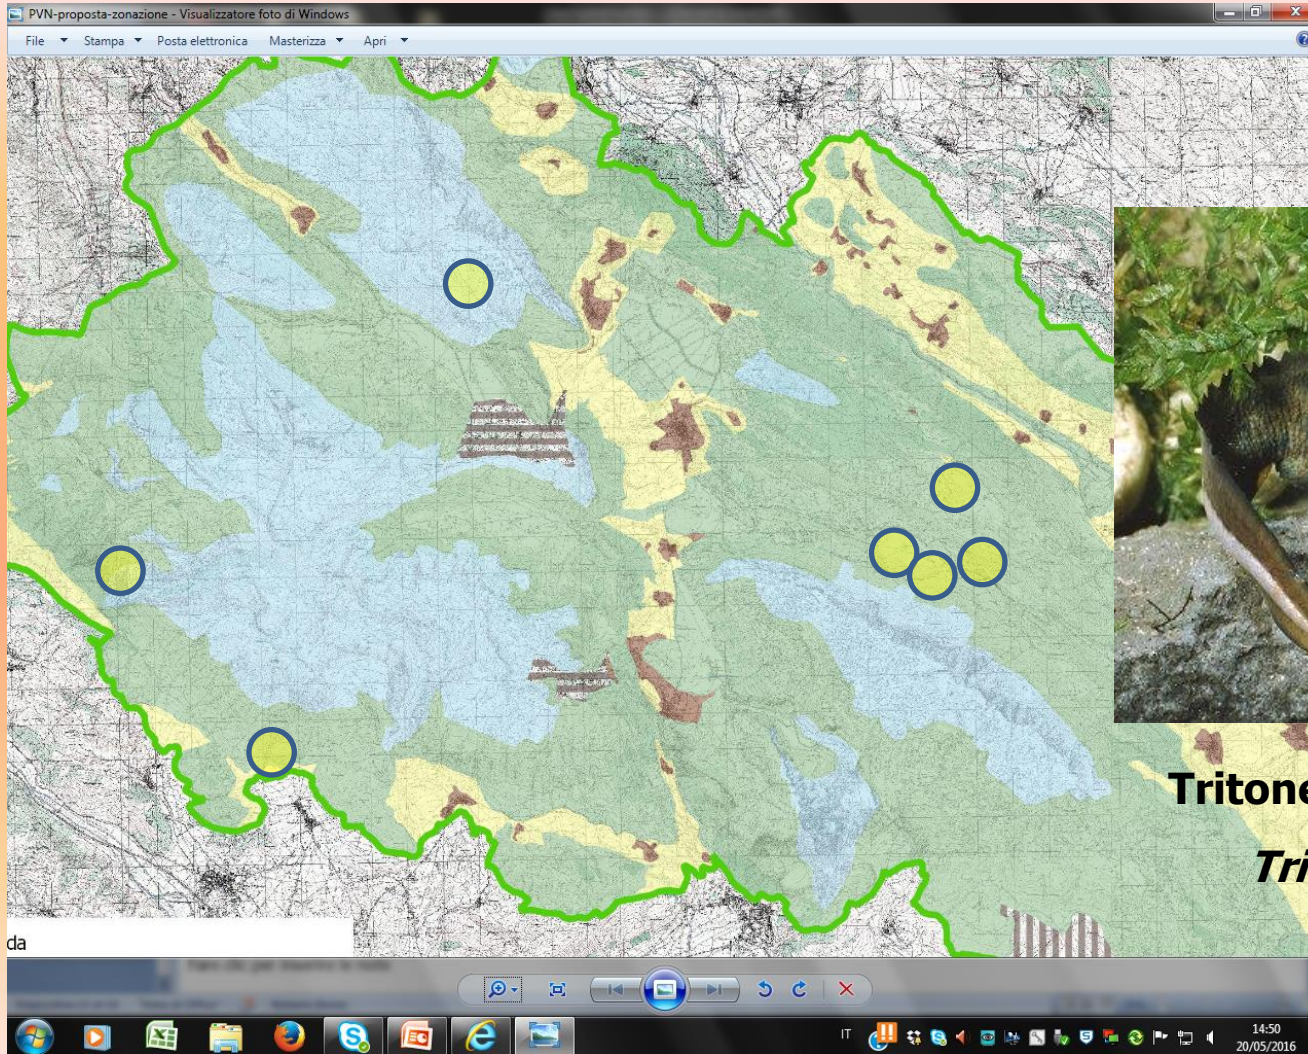 PVN-proposta-zonazione - Visualizzatore foto di Windows
File Stampa Posta elettronica Masterizza Apri
Tritone
Tri
da
IT
14:50
20/05/2016